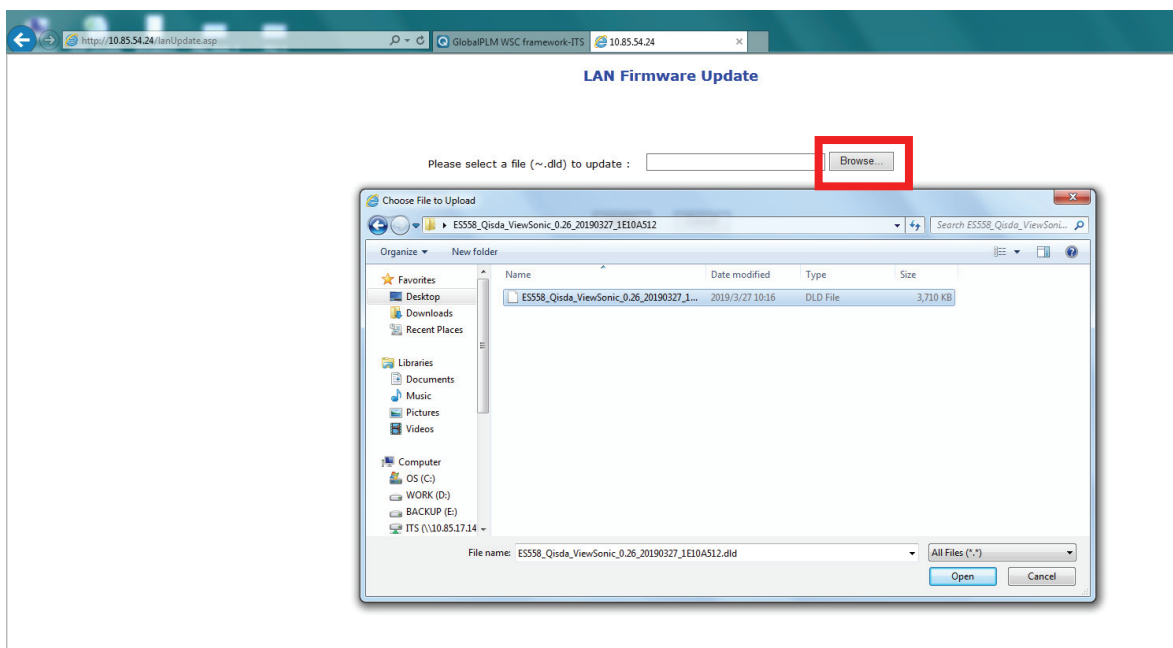 http://10.85.54.24/lanUpdate.asp GlobalPLM WSC framework-ITS 10.85.54.24
LAN Firmware Update
Please select a file (~.dld) to update : Browse...
Choose File to Upload
ES558_Qisda_ViewSonic_0.26_20190327_1E10A512 Search ES558_Qisda_ViewSoni...
Organize New folder
Name Date modified Type Size
ES558_Qisda_ViewSonic_0.26_20190327_1... 2019/3/27 10:16 DLD File 3,710 KB
Favorites
Desktop
Downloads
Recent Places
Libraries
Documents
Music
Pictures
Videos
Computer
OS (C:)
WORK (D:)
BACKUP (E:)
ITS (\\10.85.17.14
File name: ES558_Qisda_ViewSonic_0.26_20190327_1E10A512.dld All Files (*.*)
Open Cancel